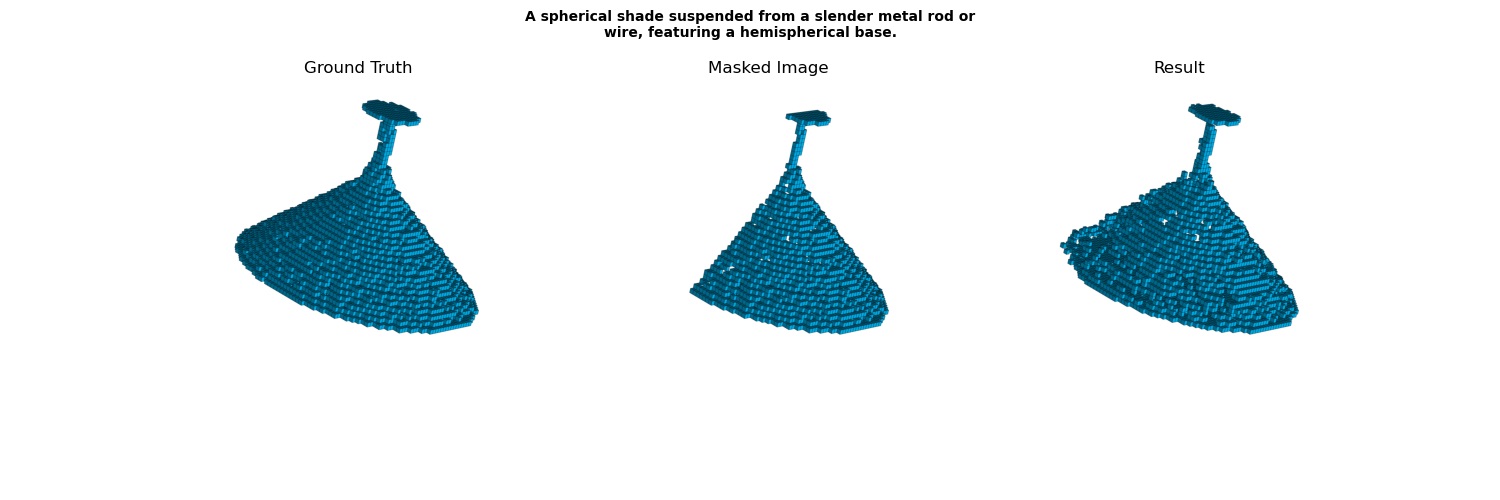 A spherical shade suspended from a slender metal rod or
wire, featuring a hemispherical base.
Ground Truth
Masked Image
Result